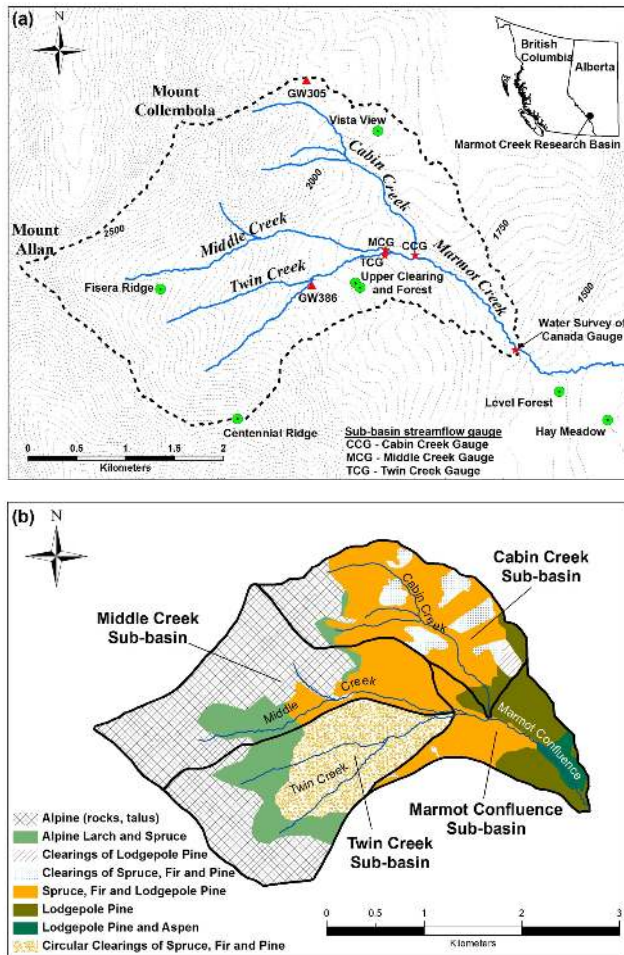 (a)
N
British
Columbia
Alberta
Marmot Creek Research Basin
Mount
Collembola
GW305
Vista View
Cabin Creek
2000
2500
1750
1500
Mount
Allan
Middle Creek
MCG
CCG
TCG
Marmot Creek
Twin Creek
Fisera Ridge
GW386
Upper Clearing
and Forest
Water Survey of
Canada Gauge
Level Forest
Centennial Ridge
Hay Meadow
Sub-basin streamflow gauge
CCG - Cabin Creek Gauge
MCG - Middle Creek Gauge
TCG - Twin Creek Gauge
0 0.5 1 1.5 2
Kilometers
(b)
N
Cabin Creek
Sub-basin
Middle Creek
Sub-basin
Cabin Creek
Middle Creek
Marmot Confluence
Twin Creek
Marmot Confluence
Sub-basin
Twin Creek
Sub-basin
Alpine (rocks, talus)
Alpine Larch and Spruce
Clearings of Lodgepole Pine
Clearings of Spruce, Fir and Pine
Spruce, Fir and Lodgepole Pine
Lodgepole Pine
Lodgepole Pine and Aspen
Circular Clearings of Spruce, Fir and Pine
0 0.5 1 2 3
Kilometers